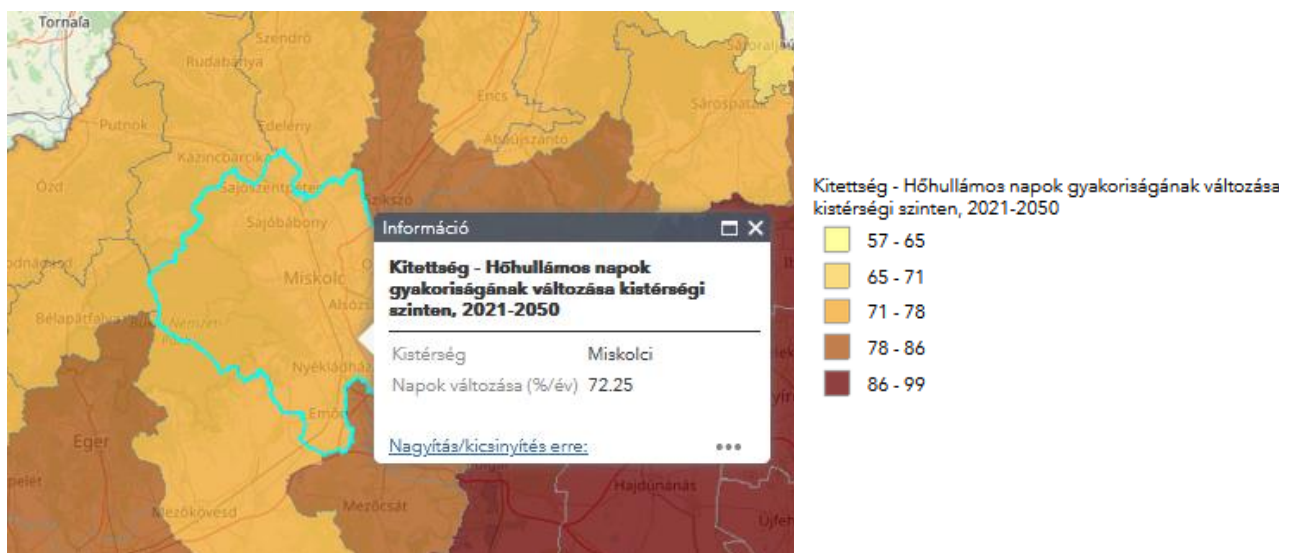 Tornaľa
Szendrő
Rudabánya
Encs
Sárospatak
Putnok
Edelény
Abaújszántó
Kazincbarcika
Ózd
Sajószentpéter
Szikszó
Sajóbábony
Miskolc
Bélapátfalva
Nyékládháza
Emőd
Eger
Mezőkövesd
Mezőcsát
Hajdúnánás
Információ
Kitettség - Hőhullámos napok
gyakoriságának változása kistérségi
szinten, 2021-2050
Kistérség Miskolci
Napok változása (%/év) 72.25
Nagyítás/kicsinyítés erre:
Kitettség - Hőhullámos napok gyakoriságának változása
kistérségi szinten, 2021-2050
57 - 65
65 - 71
71 - 78
78 - 86
86 - 99